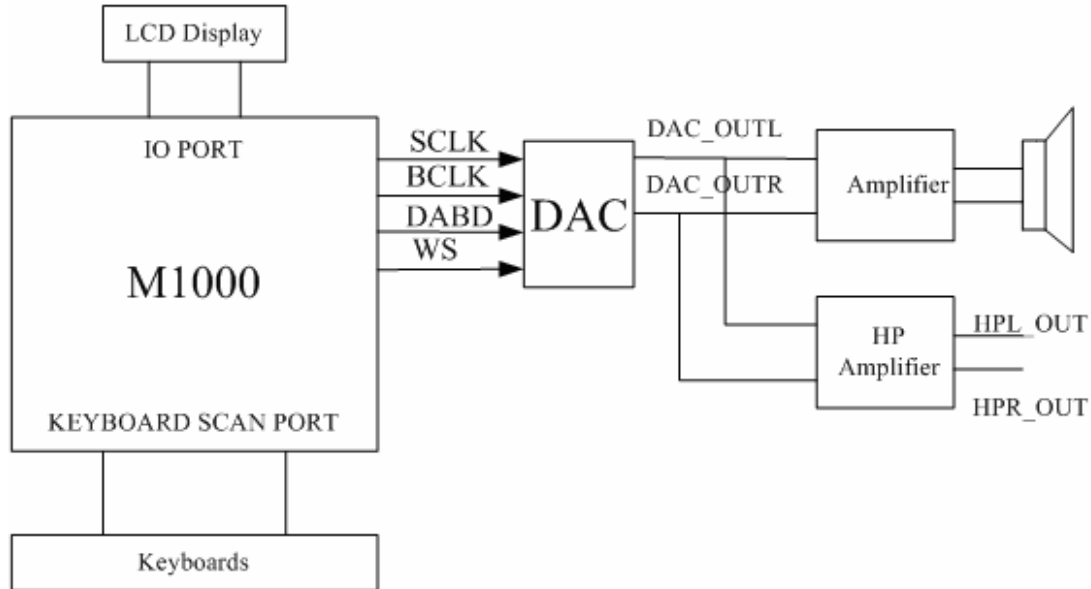 LCD Display
IO PORT
M1000
KEYBOARD SCAN PORT
Keyboards
SCLK
BCLK
DABD
WS
DAC
DAC_OUTL
DAC_OUTR
Amplifier
HP
Amplifier
HPL_OUT
HPR_OUT